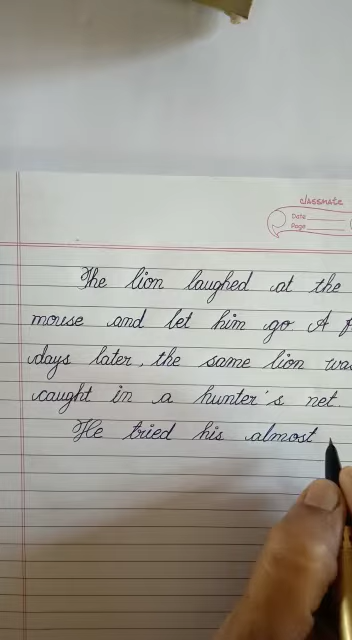 classmate
Date
Page
The lion laughed at the
mouse and let him go A f
days later, the same lion was
caught in a hunter's net.
He tried his almost